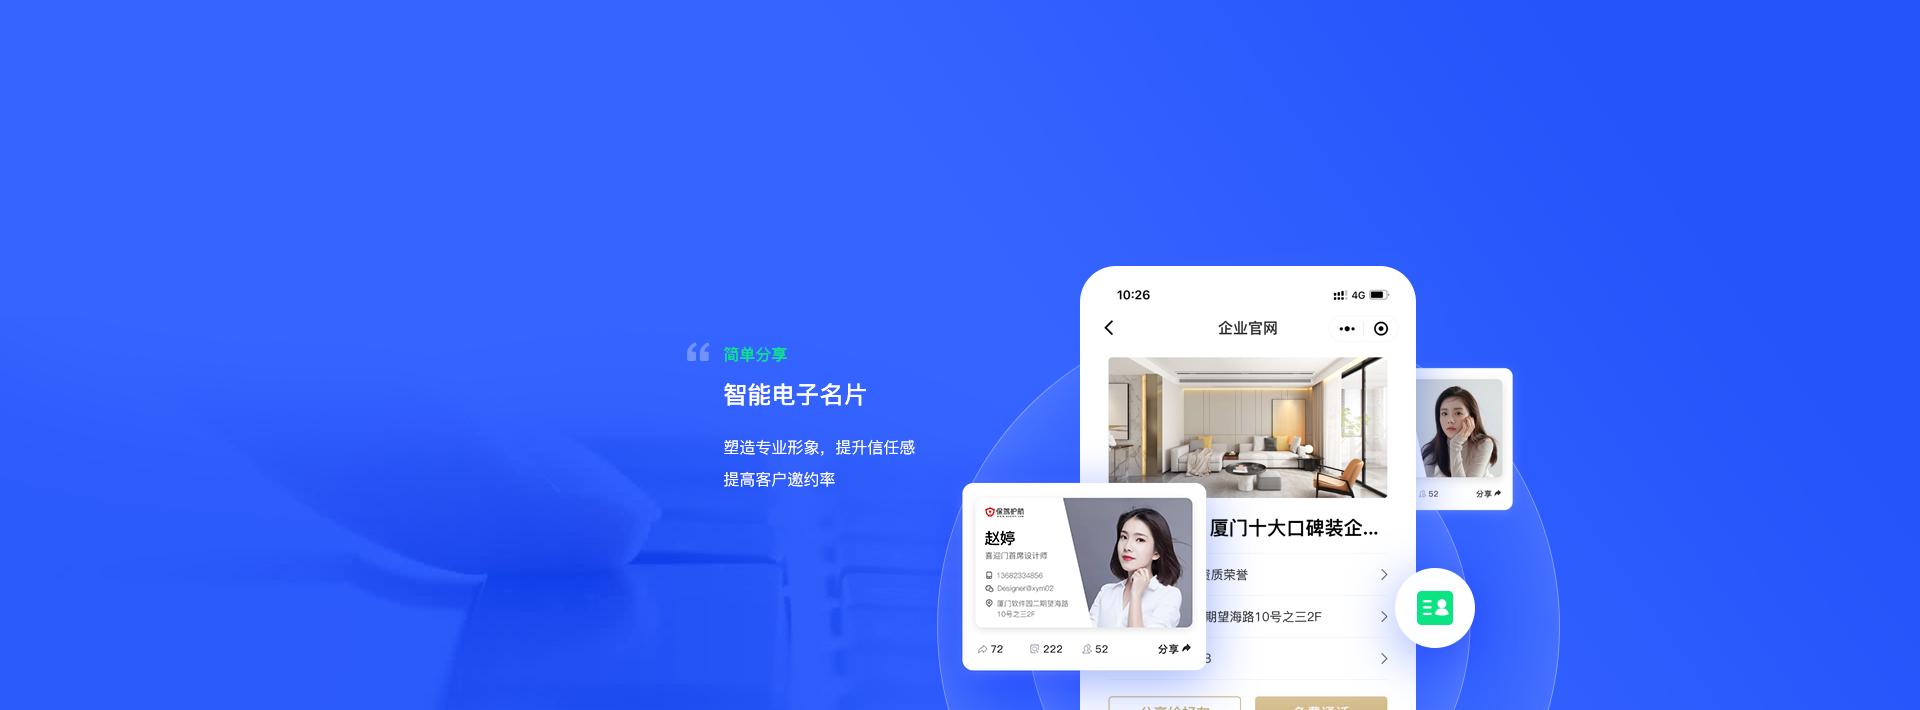 简单分享
智能电子名片
塑造专业形象，提升信任感
提高客户邀约率
10:26
4G
企业官网
厦门十大口碑装企...
质荣誉
期望海路10号之三2F
保驾护航
赵婷
喜迎门首席设计师
13682334856
Designer@xym02
厦门软件园二期望海路
10号之三2F
72
222
52
分享
52
分享